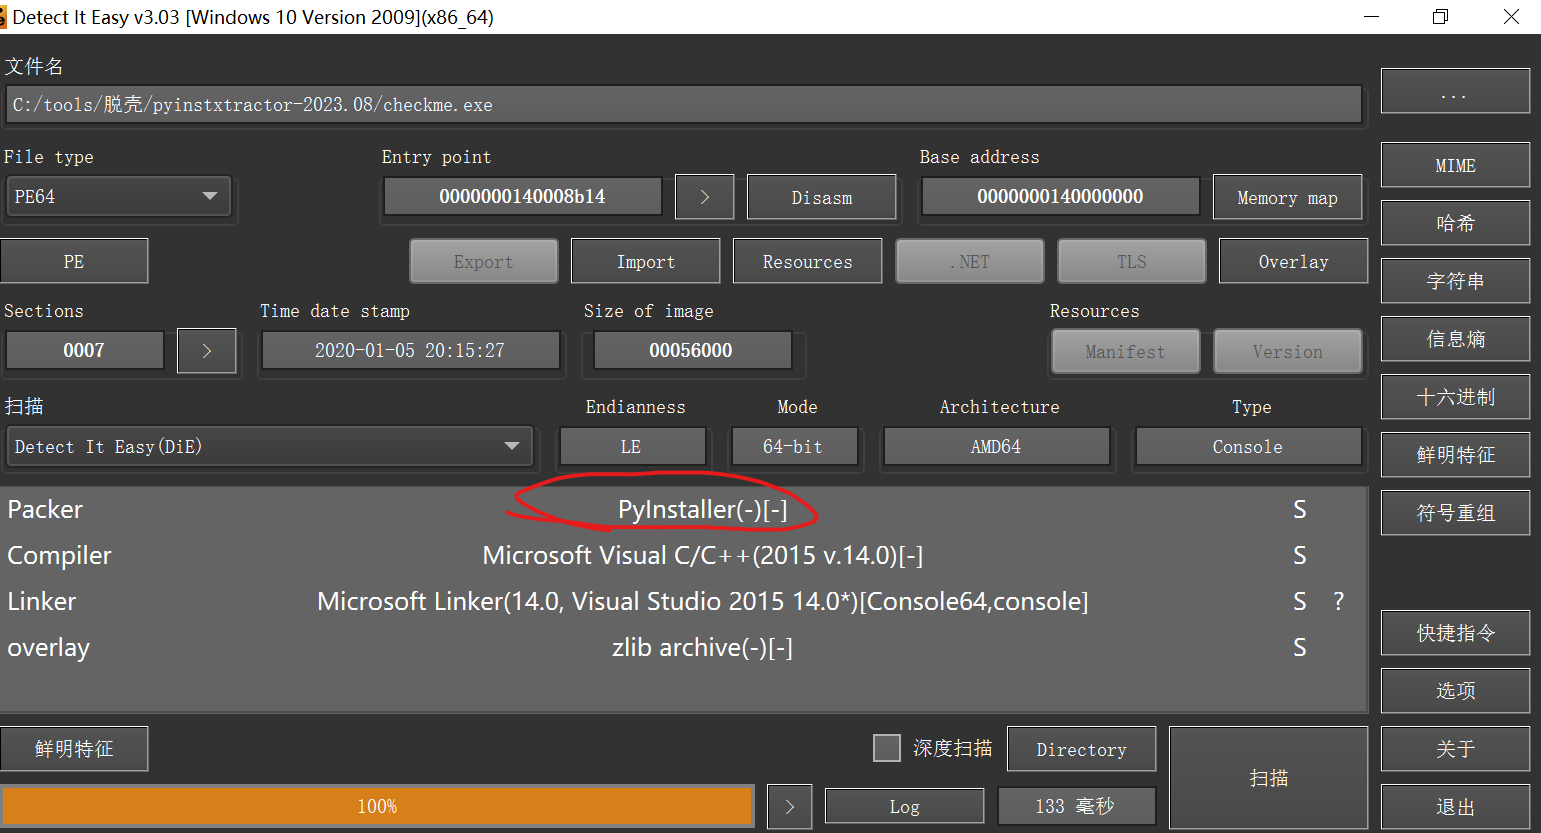 Detect It Easy v3.03 [Windows 10 Version 2009](x86_64)
文件名
C:/tools/脱壳/pyinstxtractor-2023.08/checkme.exe
...
File type
Entry point
Base address
MIME
PE64
0000000140008b14
>
Disasm
0000000140000000
Memory map
哈希
PE
Export
Import
Resources
.NET
TLS
Overlay
字符串
Sections
Time date stamp
Size of image
Resources
0007
>
2020-01-05 20:15:27
00056000
Manifest
Version
信息熵
扫描
Endianness
Mode
Architecture
Type
十六进制
Detect It Easy(DiE)
LE
64-bit
AMD64
Console
鲜明特征
Packer PyInstaller(-)[-] S
符号重组
Compiler Microsoft Visual C/C++(2015 v.14.0)[-] S
Linker Microsoft Linker(14.0, Visual Studio 2015 14.0*)[Console64,console] S ?
overlay zlib archive(-)[-] S
快捷指令
选项
鲜明特征
深度扫描
Directory
扫描
关于
100%
>
Log
133 毫秒
退出